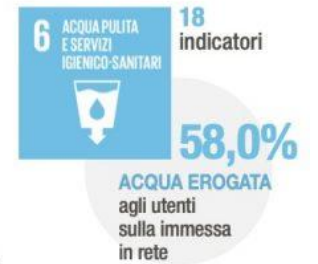 6 ACQUA PULITA
E SERVIZI
IGIENICO-SANITARI
18
indicatori
58,0%
ACQUA EROGATA
agli utenti
sulla immessa
in rete